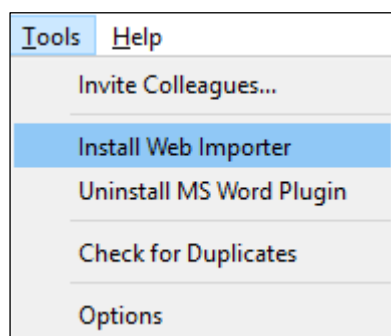 Tools Help
Invite Colleagues...
Install Web Importer
Uninstall MS Word Plugin
Check for Duplicates
Options